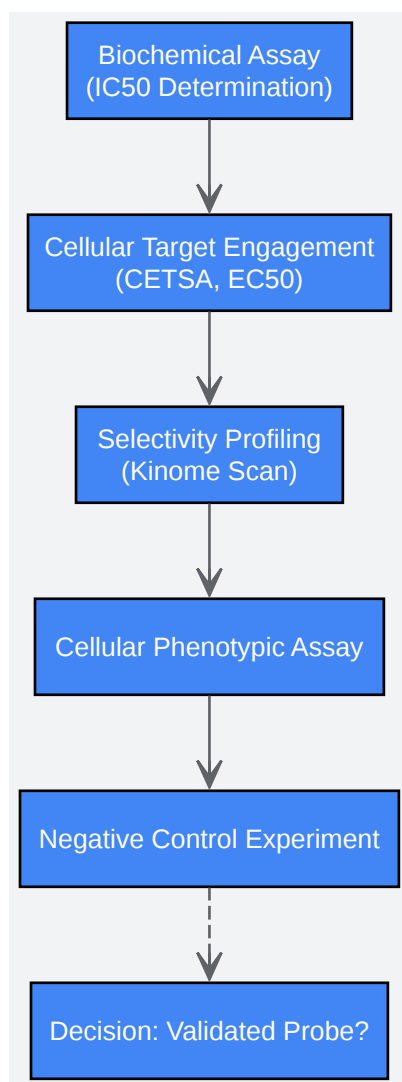 Biochemical Assay
(IC50 Determination)
Cellular Target Engagement
(CETSA, EC50)
Selectivity Profiling
(Kinome Scan)
Cellular Phenotypic Assay
Negative Control Experiment
Decision: Validated Probe?